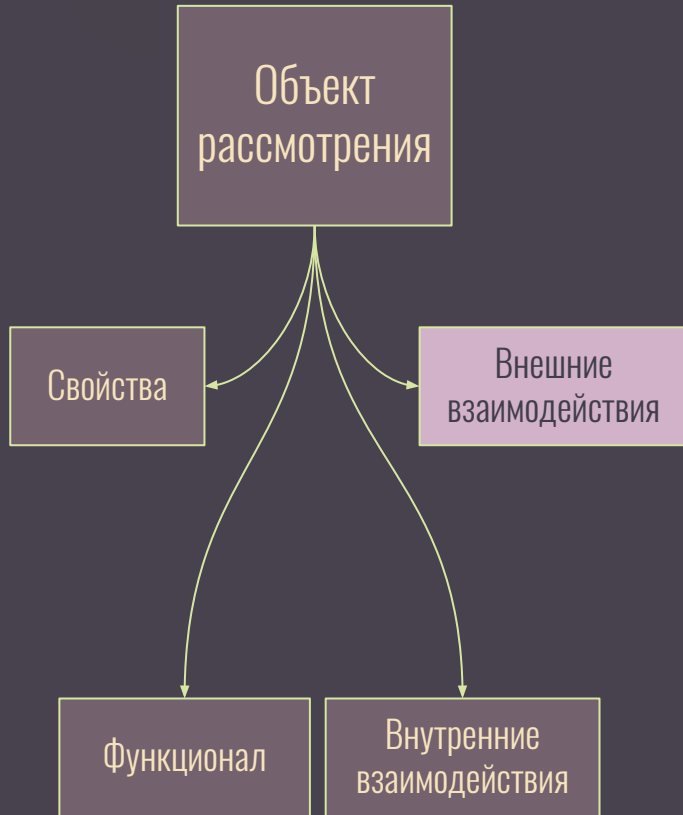 Объект
рассмотрения
Свойства
Внешние
взаимодействия
Функционал
Внутренние
взаимодействия